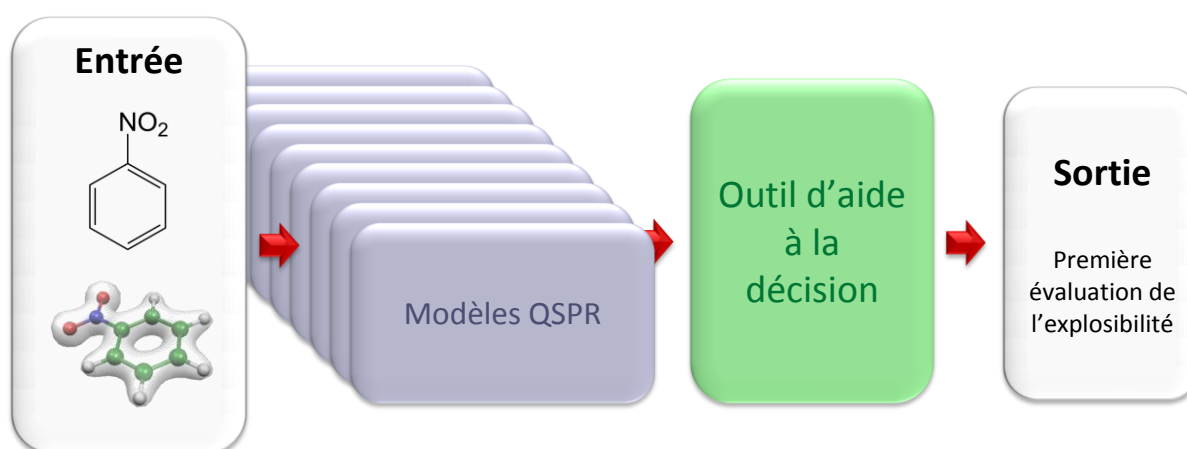 Entrée
NO₂
Modèles QSPR
Outil d’aide
à la
décision
Sortie
Première
évaluation de
l’explosibilité